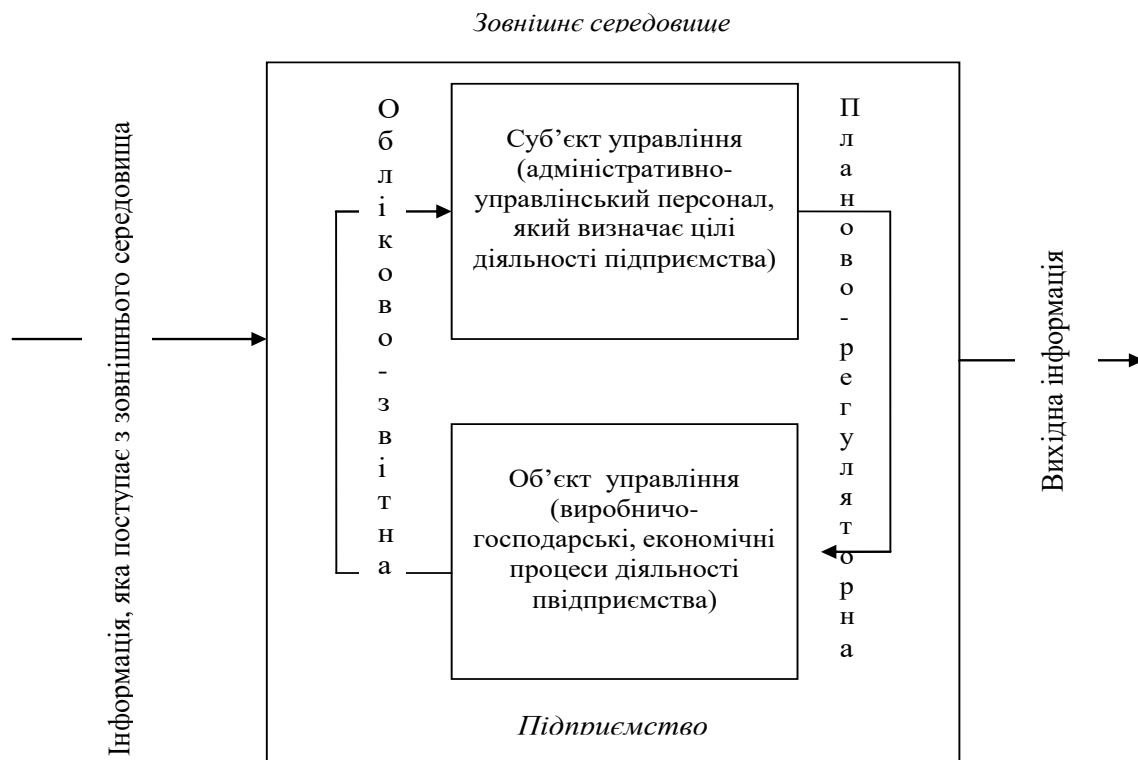 Зовнішнє середовище
Інформація, яка поступає з зовнішнього середовища
Обліково-звітна
Суб’єкт управління
(адміністративно-
управлінський персонал,
який визначає цілі
діяльності підприємства)
Планово-регуляторна
Об’єкт управління
(виробничо-
господарські, економічні
процеси діяльності
пвідприємства)
Вихідна інформація
Підприємство